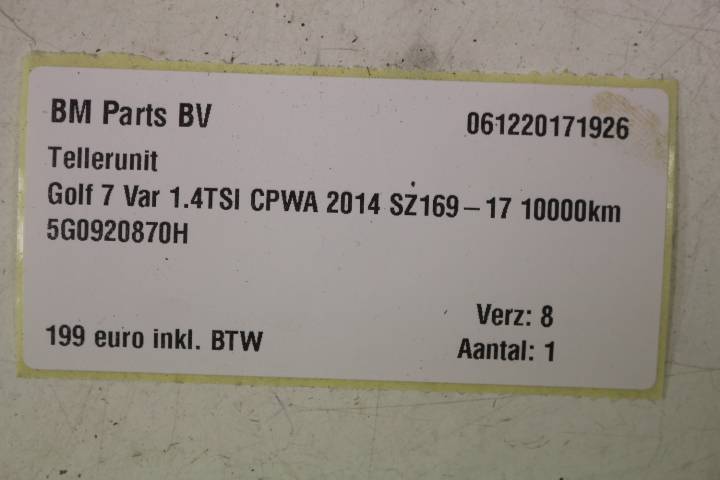 BM Parts BV 061220171926
Tellerunit
Golf 7 Var 1.4TSI CPWA 2014 SZ169-17 10000km
5G0920870H
Verz: 8
199 euro inkl. BTW Aantal: 1